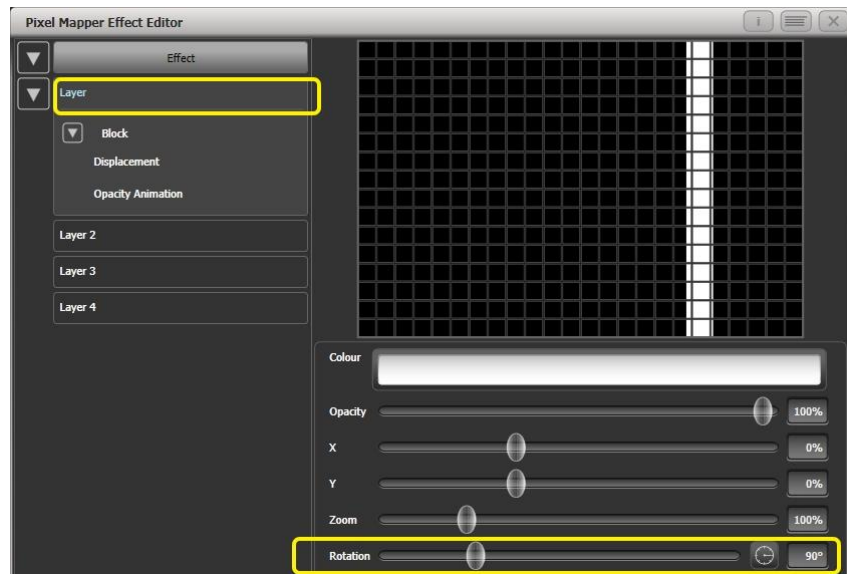 Pixel Mapper Effect Editor
Effect
Layer
Block
Displacement
Opacity Animation
Layer 2
Layer 3
Layer 4
Colour
Opacity 100%
X 0%
Y 0%
Zoom 100%
Rotation 90°